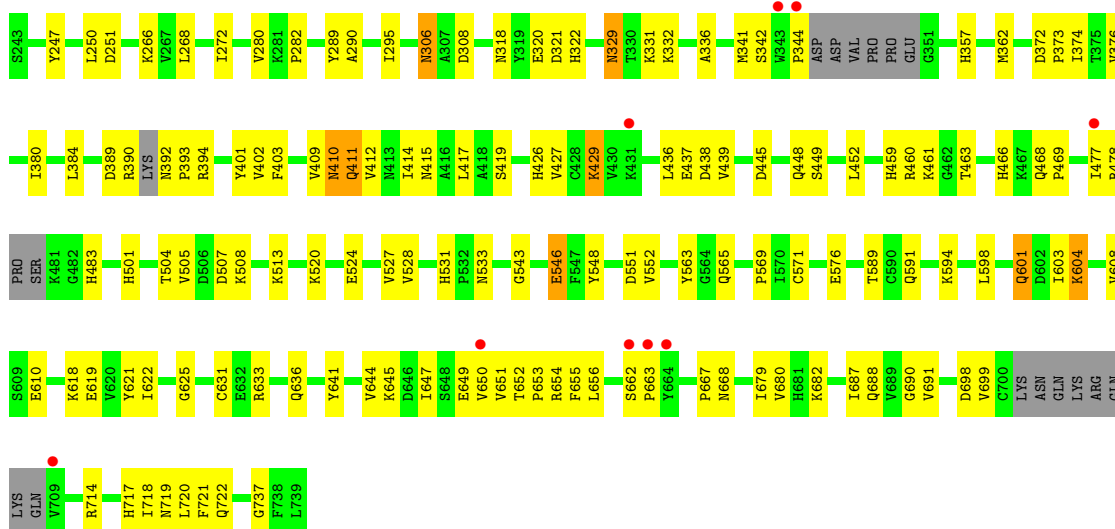 S243 Y247 L250 D251 K266 V267 L268 I272 V280 K281 P282 Y289 A290 I295 N306 A307 D308 N318 Y319 E320 D321 H322 N329 T330 K331 K332 A336 M341 S342 W343 P344 ASP ASP VAL PRO PRO GLU G351 H357 M362 D372 P373 I374 T375 V376
I380 L384 D389 R390 LYS N392 P393 R394 Y401 V402 F403 V409 N410 Q411 V412 N413 I414 N415 A416 L417 A418 S419 H426 V427 C428 K429 V430 K431 L436 E437 D438 V439 D445 Q448 S449 L452 H459 R460 K461 G462 T463 H466 K467 Q468 P469 I477
PRO SER K481 G482 H483 H501 T504 V505 D506 D507 K508 K513 K520 E524 V527 V528 H531 P532 N533 G543 E546 F547 Y548 D551 V552 Y563 G564 Q565 P569 I570 C571 E576 T589 C590 Q591 K594 L598 Q601 D602 I603 K604
S609 E610 K618 E619 V620 Y621 I622 G625 C631 E632 R633 Q636 Y641 V644 K645 D646 I647 S648 E649 V650 V651 T652 P653 R654 F655 L656 S662 P663 Y664 P667 N668 I679 V680 H681 K682 I687 Q688 V689 G690 V691 D698 V699 C700 LYS ASN GLN LYS ARG GLN
LYS GLN V709 R714 H717 I718 N719 L720 F721 Q722 G737 F738 L739